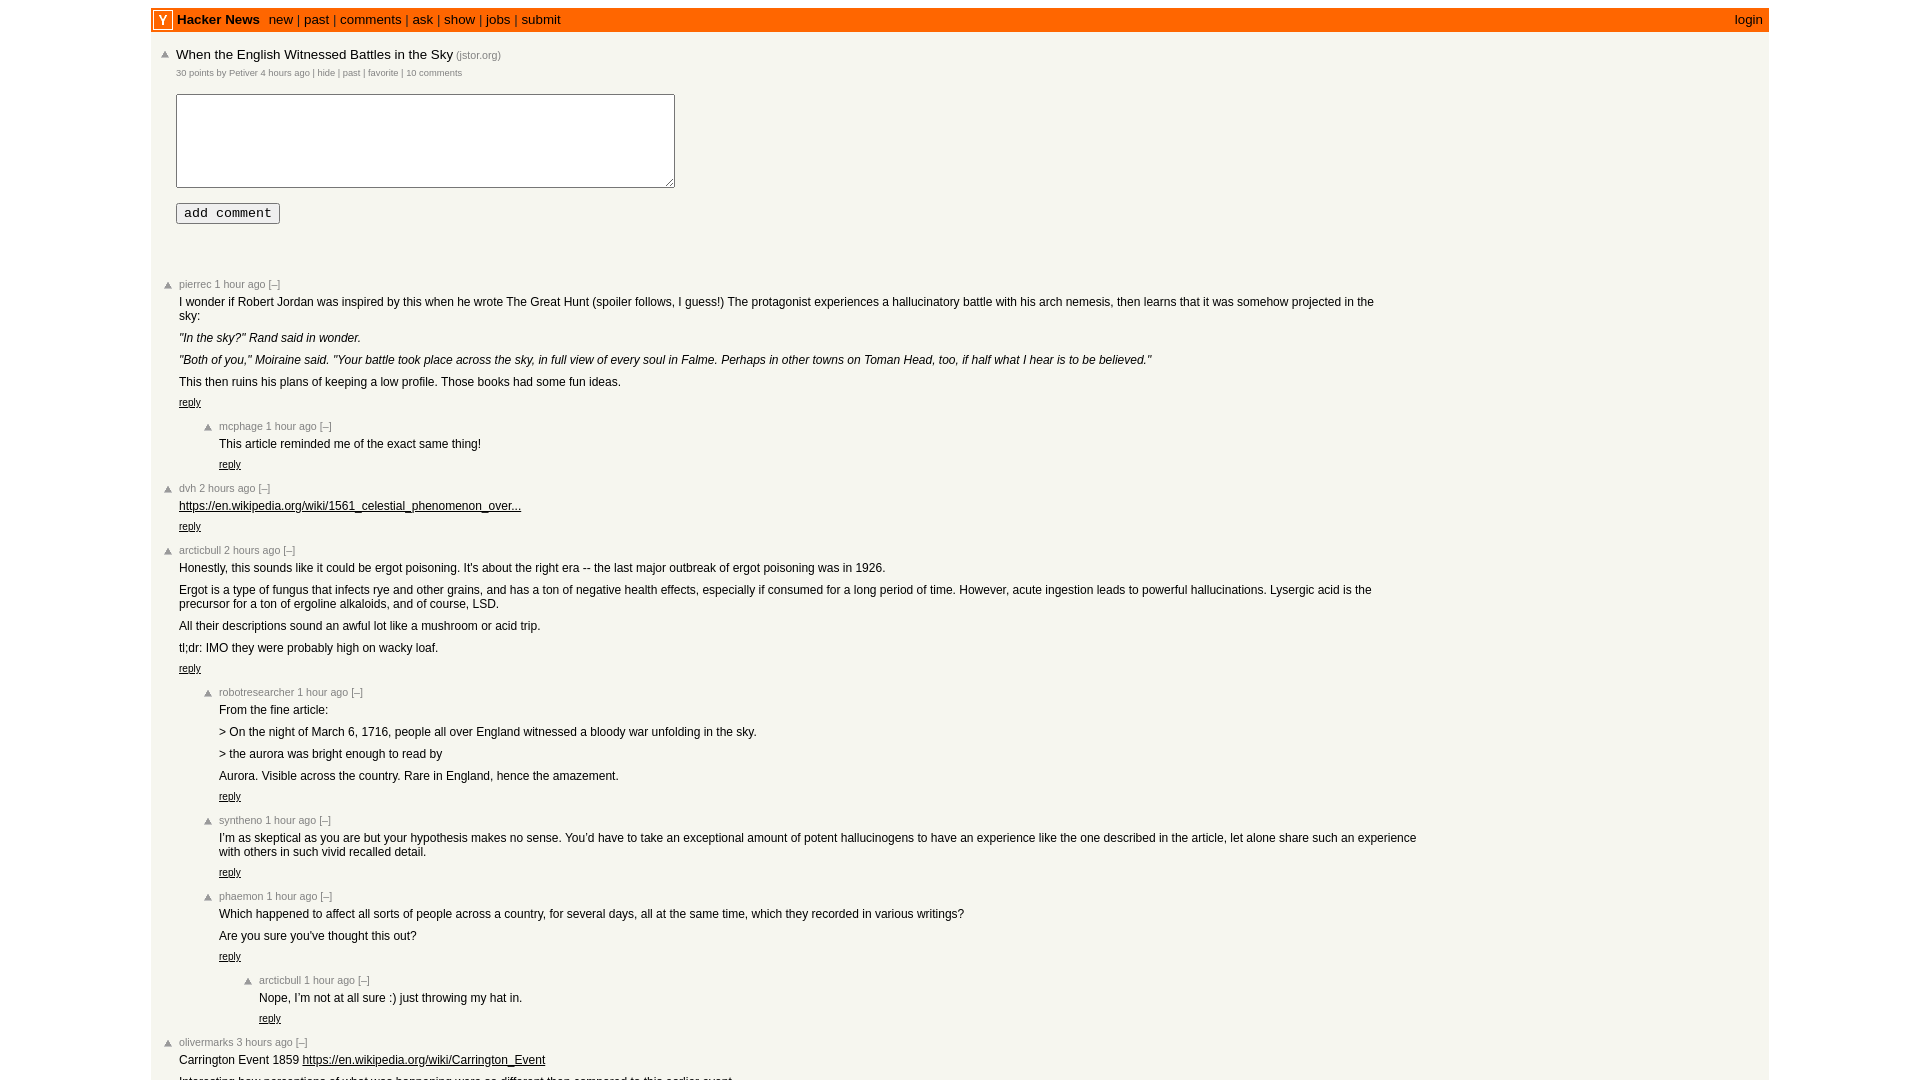 Y Hacker News new | past | comments | ask | show | jobs | submit login
When the English Witnessed Battles in the Sky (jstor.org)
30 points by Petiver 4 hours ago | hide | past | favorite | 10 comments
add comment
pierrec 1 hour ago [–]
I wonder if Robert Jordan was inspired by this when he wrote The Great Hunt (spoiler follows, I guess!) The protagonist experiences a hallucinatory battle with his arch nemesis, then learns that it was somehow projected in the
sky:
"In the sky?" Rand said in wonder.
"Both of you," Moiraine said. "Your battle took place across the sky, in full view of every soul in Falme. Perhaps in other towns on Toman Head, too, if half what I hear is to be believed."
This then ruins his plans of keeping a low profile. Those books had some fun ideas.
reply
mcphage 1 hour ago [–]
This article reminded me of the exact same thing!
reply
dvh 2 hours ago [–]
https://en.wikipedia.org/wiki/1561_celestial_phenomenon_over...
reply
arcticbull 2 hours ago [–]
Honestly, this sounds like it could be ergot poisoning. It's about the right era -- the last major outbreak of ergot poisoning was in 1926.
Ergot is a type of fungus that infects rye and other grains, and has a ton of negative health effects, especially if consumed for a long period of time. However, acute ingestion leads to powerful hallucinations. Lysergic acid is the
precursor for a ton of ergoline alkaloids, and of course, LSD.
All their descriptions sound an awful lot like a mushroom or acid trip.
tl;dr: IMO they were probably high on wacky loaf.
reply
robotresearcher 1 hour ago [–]
From the fine article:
> On the night of March 6, 1716, people all over England witnessed a bloody war unfolding in the sky.
> the aurora was bright enough to read by
Aurora. Visible across the country. Rare in England, hence the amazement.
reply
syntheno 1 hour ago [–]
I’m as skeptical as you are but your hypothesis makes no sense. You’d have to take an exceptional amount of potent hallucinogens to have an experience like the one described in the article, let alone share such an experience
with others in such vivid recalled detail.
reply
phaemon 1 hour ago [–]
Which happened to affect all sorts of people across a country, for several days, all at the same time, which they recorded in various writings?
Are you sure you've thought this out?
reply
arcticbull 1 hour ago [–]
Nope, I’m not at all sure :) just throwing my hat in.
reply
olivermarks 3 hours ago [–]
Carrington Event 1859 https://en.wikipedia.org/wiki/Carrington_Event
Interesting how perceptions of what was happening were so different then compared to this earlier event